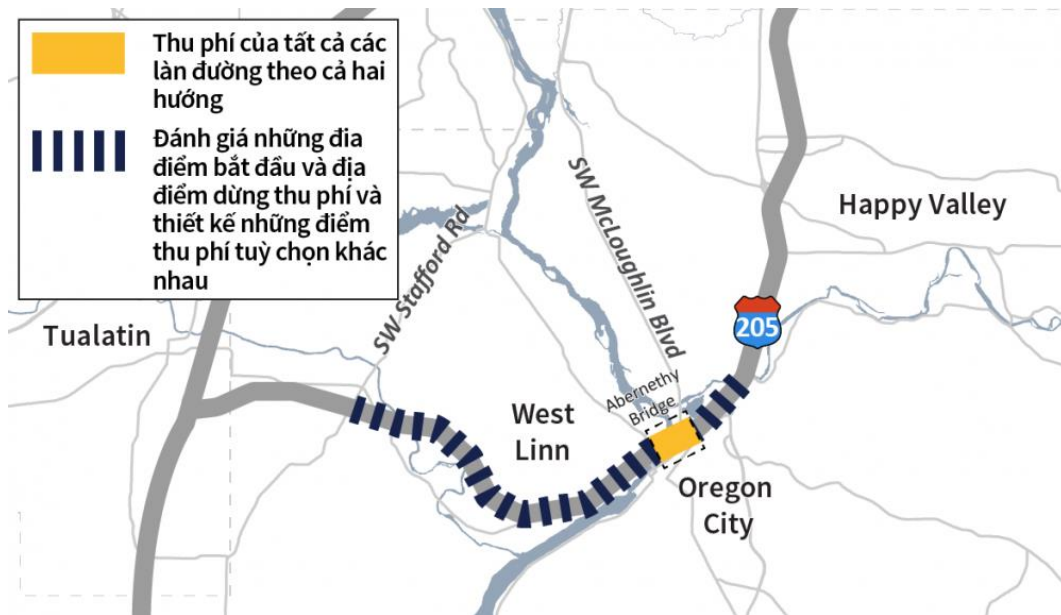 Thu phí của tất cả các
làn đường theo cả hai
hướng
Đánh giá những đia
điểm bắt đầu và địa
điểm dừng thu phí và
thiết kế những điểm
thu phí tuỳ chọn khác
nhau
Tualatin
SW Stafford Rd
SW McLoughlin Blvd
Happy Valley
205
Abernethy
Bridge
West
Linn
Oregon
City